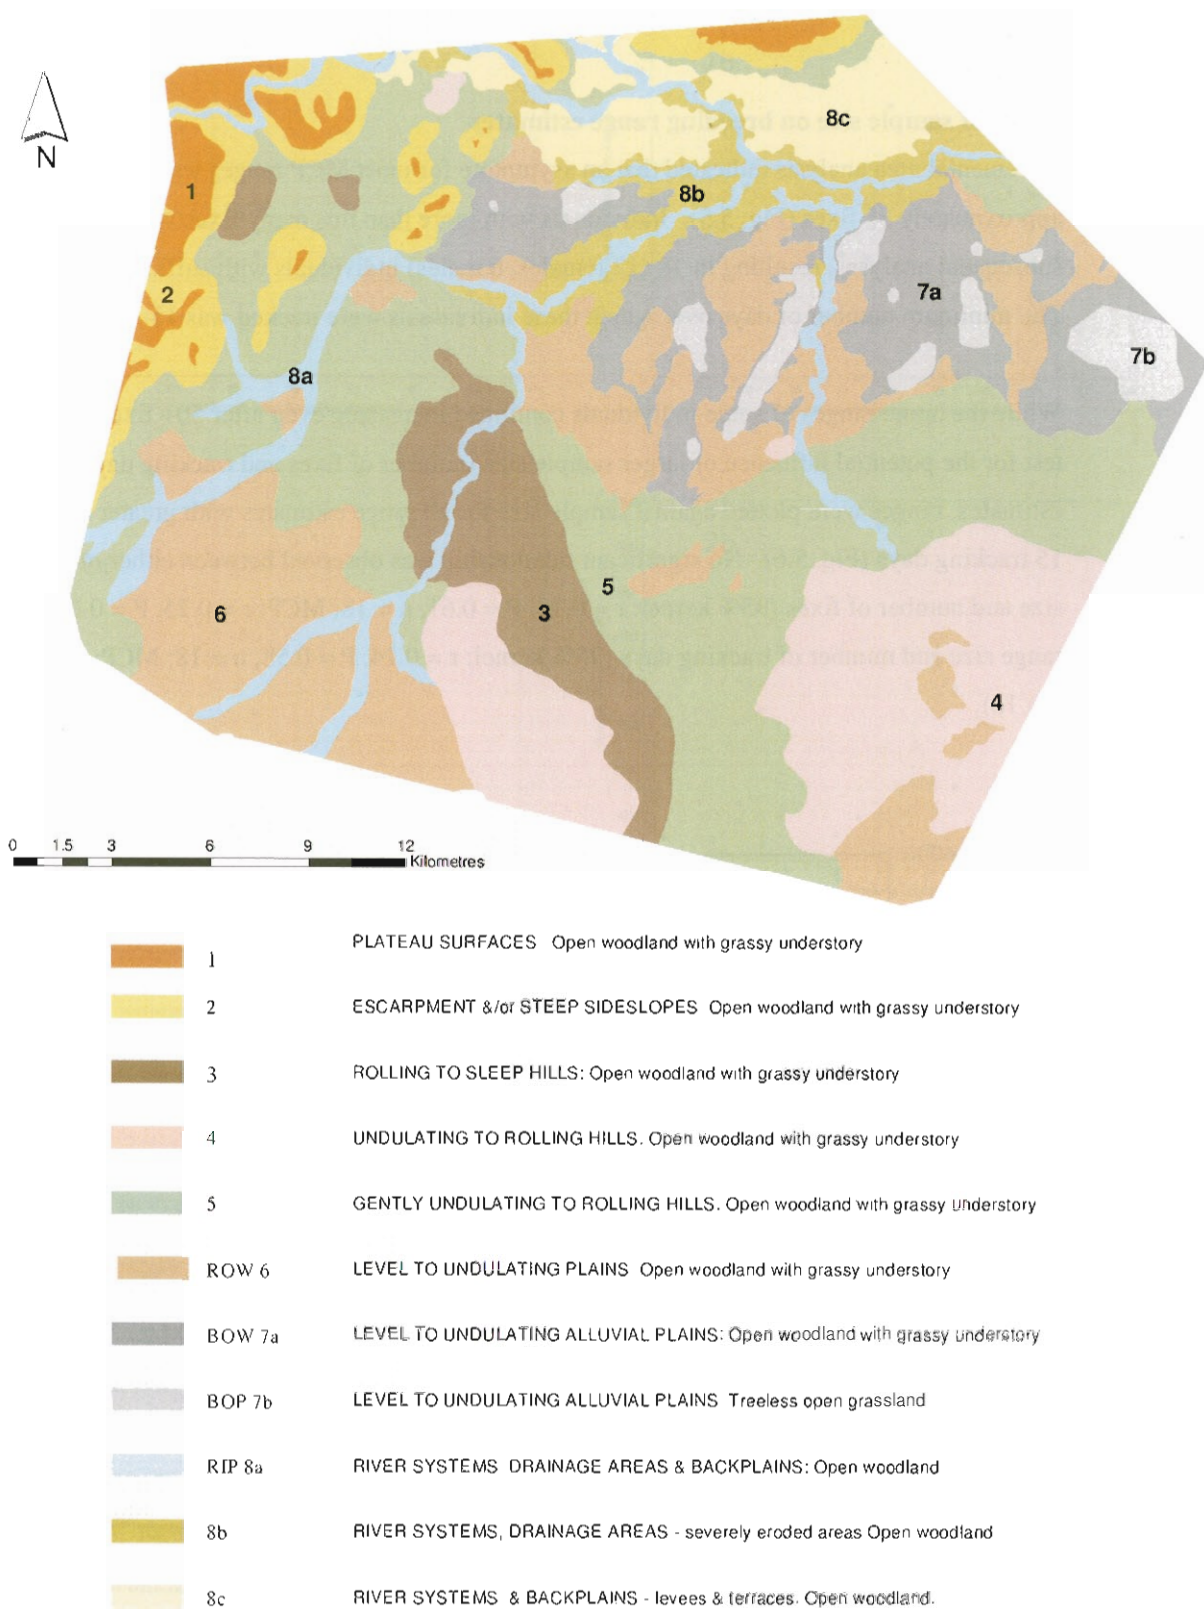 N
8c
1
8b
2
7a
7b
8a
5
6
3
4
0 1.5 3 6 9 12
Kilometres
1 PLATEAU SURFACES Open woodland with grassy understory
2 ESCARPMENT &/or STEEP SIDESLOPES Open woodland with grassy understory
3 ROLLING TO SLEEP HILLS: Open woodland with grassy understory
4 UNDULATING TO ROLLING HILLS. Open woodland with grassy understory
5 GENTLY UNDULATING TO ROLLING HILLS. Open woodland with grassy understory
ROW 6 LEVEL TO UNDULATING PLAINS Open woodland with grassy understory
BOW 7a LEVEL TO UNDULATING ALLUVIAL PLAINS: Open woodland with grassy understory
BOP 7b LEVEL TO UNDULATING ALLUVIAL PLAINS Treeless open grassland
RIP 8a RIVER SYSTEMS DRAINAGE AREAS & BACKPLAINS: Open woodland
8b RIVER SYSTEMS, DRAINAGE AREAS - severely eroded areas Open woodland
8c RIVER SYSTEMS & BACKPLAINS - levees & terraces. Open woodland.